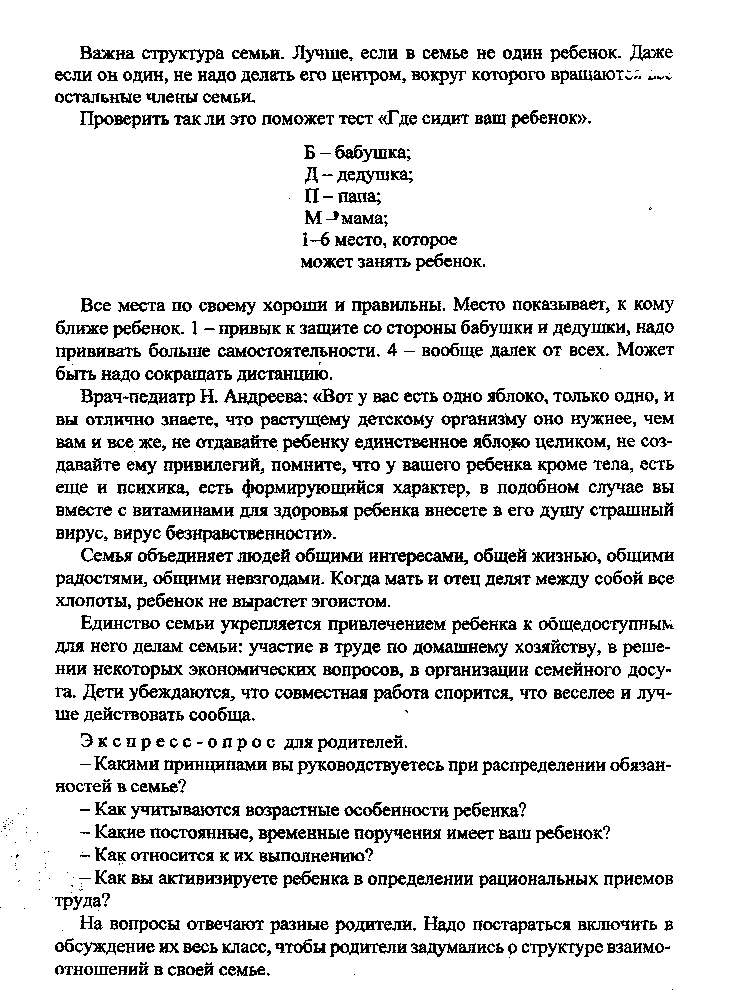 Важна структура семьи. Лучше, если в семье не один ребенок. Даже
если он один, не надо делать его центром, вокруг которого вращаются все
остальные члены семьи.
Проверить так ли это поможет тест «Где сидит ваш ребенок».
Б – бабушка;
Д – дедушка;
П – папа;
М – мама;
1–6 место, которое
может занять ребенок.
Все места по своему хороши и правильны. Место показывает, к кому
ближе ребенок. 1 – привык к защите со стороны бабушки и дедушки, надо
прививать больше самостоятельности. 4 – вообще далек от всех. Может
быть надо сокращать дистанцию.
Врач-педиатр Н. Андреева: «Вот у вас есть одно яблоко, только одно, и
вы отлично знаете, что растущему детскому организму оно нужнее, чем
вам и все же, не отдавайте ребенку единственное яблоко целиком, не соз-
давайте ему привилегий, помните, что у вашего ребенка кроме тела, есть
еще и психика, есть формирующийся характер, в подобном случае вы
вместе с витаминами для здоровья ребенка внесете в его душу страшный
вирус, вирус безнравственности».
Семья объединяет людей общими интересами, общей жизнью, общими
радостями, общими невзгодами. Когда мать и отец делят между собой все
хлопоты, ребенок не вырастет эгоистом.
Единство семьи укрепляется привлечением ребенка к общедоступным
для него делам семьи: участие в труде по домашнему хозяйству, в реше-
нии некоторых экономических вопросов, в организации семейного досу-
га. Дети убеждаются, что совместная работа спорится, что веселее и луч-
ше действовать сообща.
Экспресс-опрос для родителей.
– Какими принципами вы руководствуетесь при распределении обязан-
ностей в семье?
– Как учитываются возрастные особенности ребенка?
– Какие постоянные, временные поручения имеет ваш ребенок?
– Как относится к их выполнению?
– Как вы активизируете ребенка в определении рациональных приемов
труда?
На вопросы отвечают разные родители. Надо постараться включить в
обсуждение их весь класс, чтобы родители задумались о структуре взаимо-
отношений в своей семье.